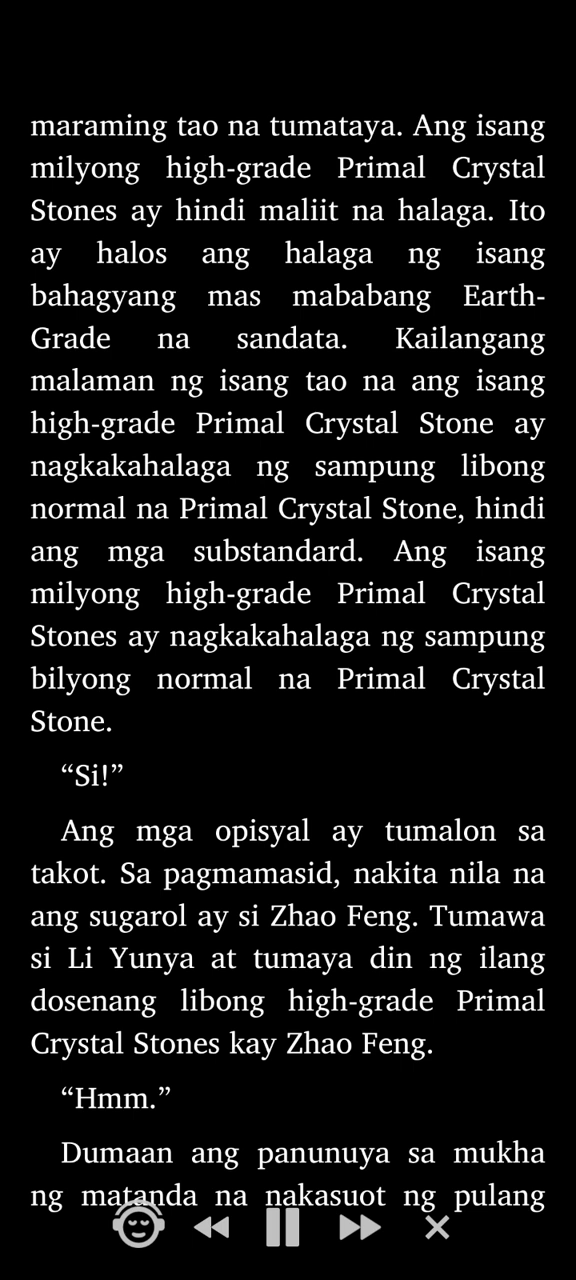 maraming tao na tumataya. Ang isang
milyong high-grade Primal Crystal
Stones ay hindi maliit na halaga. Ito
ay halos ang halaga ng isang
bahagyang mas mababang Earth-
Grade na sandata. Kailangang
malaman ng isang tao na ang isang
high-grade Primal Crystal Stone ay
nagkakahalaga ng sampung libong
normal na Primal Crystal Stone, hindi
ang mga substandard. Ang isang
milyong high-grade Primal Crystal
Stones ay nagkakahalaga ng sampung
bilyong normal na Primal Crystal
Stone.
“Si!”
Ang mga opisyal ay tumalon sa
takot. Sa pagmamasid, nakita nila na
ang sugarol ay si Zhao Feng. Tumawa
si Li Yunya at tumaya din ng ilang
dosenang libong high-grade Primal
Crystal Stones kay Zhao Feng.
“Hmm.”
Dumaan ang panunuya sa mukha
ng matanda na nakasuot ng pulang